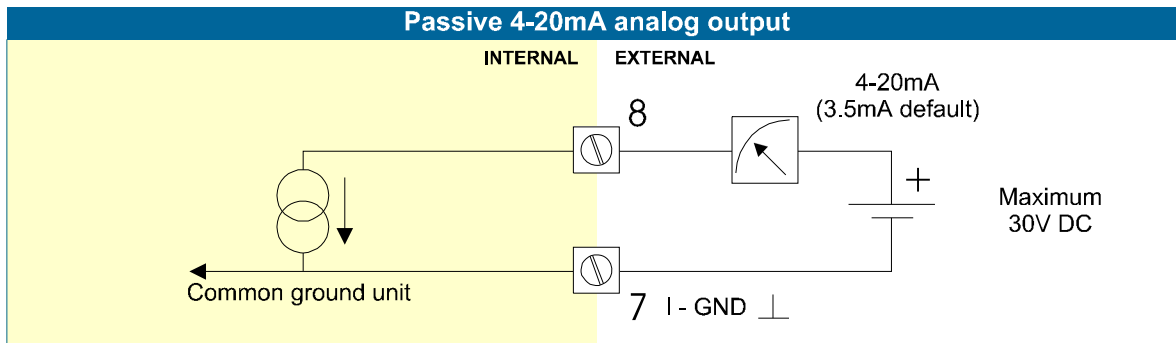 Passive 4-20mA analog output
INTERNAL EXTERNAL
8
4-20mA
(3.5mA default)
+
Maximum
30V DC
Common ground unit
7 I - GND